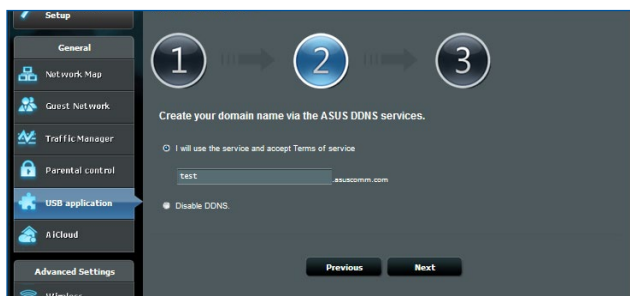 Setup
General
Network Map
Guest Network
Traffic Manager
Parental control
USB application
AiCloud
Advanced Settings
Wireless
1
2
3
Create your domain name via the ASUS DDNS services.
I will use the service and accept Terms of service
test .asuscomm.com
Disable DDNS.
Previous Next